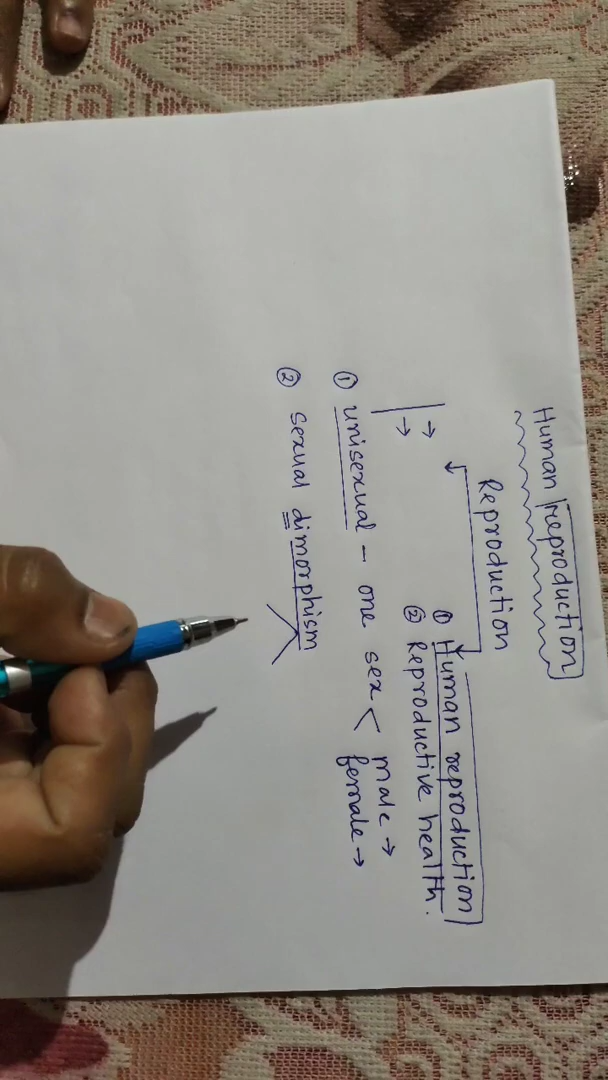 Human reproduction
Reproduction
① Human reproduction
② Reproductive health.
① unisexual - one sex < male →
female →
② sexual dimorphism